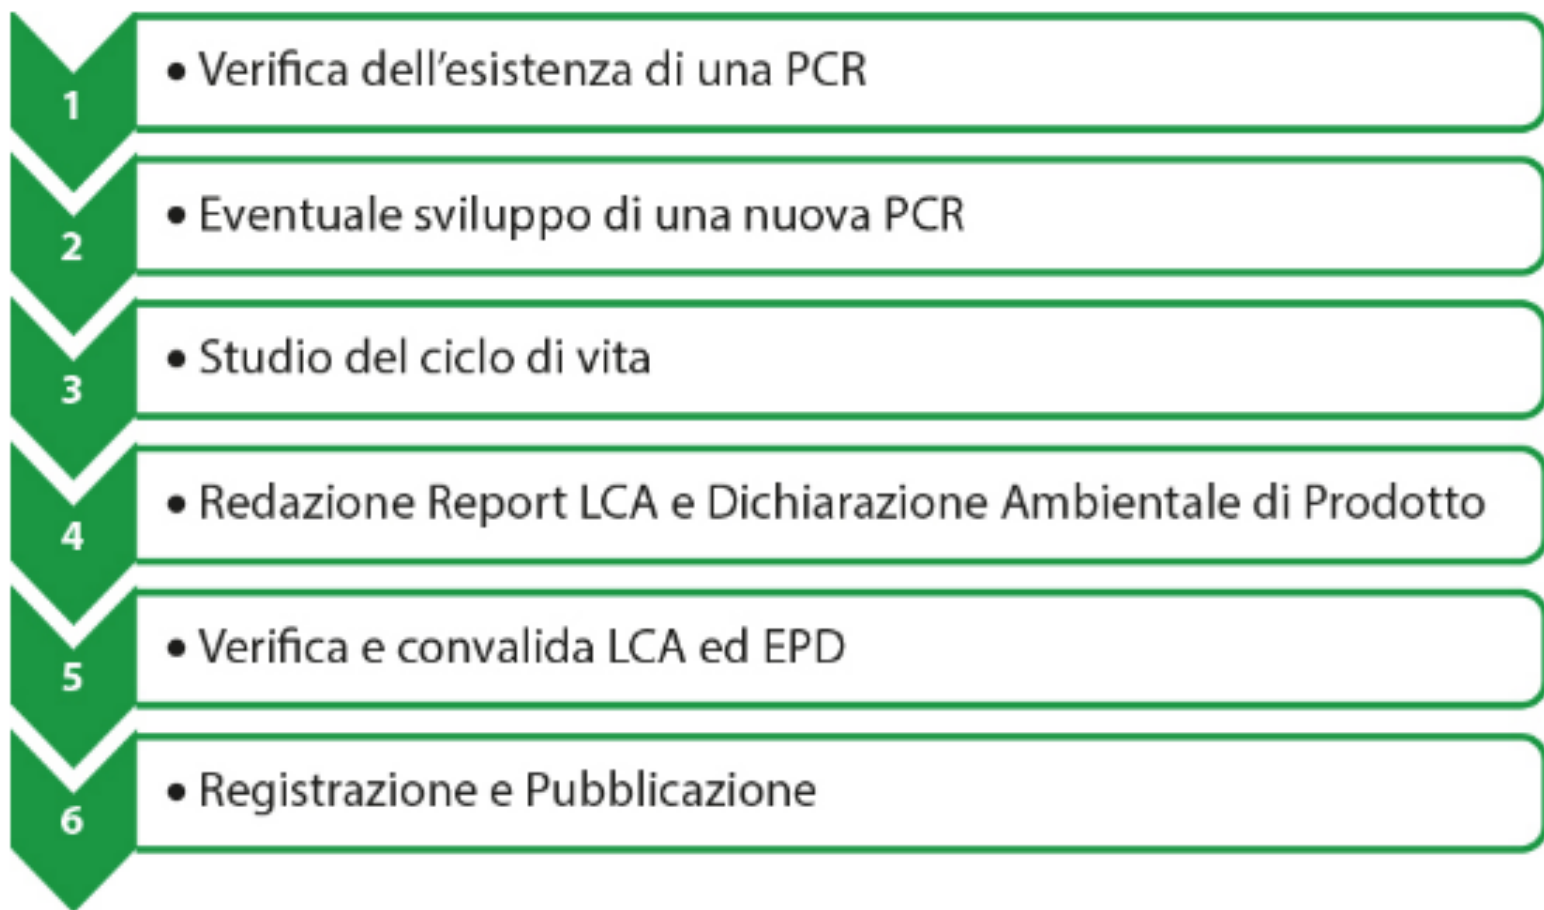 1
• Verifica dell’esistenza di una PCR
2
• Eventuale sviluppo di una nuova PCR
3
• Studio del ciclo di vita
4
• Redazione Report LCA e Dichiarazione Ambientale di Prodotto
5
• Verifica e convalida LCA ed EPD
6
• Registrazione e Pubblicazione